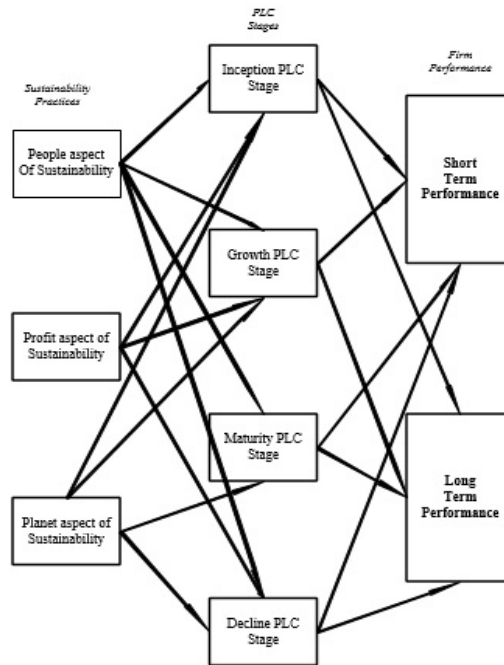 PLC
Stages
Firm
Performance
Sustainability
Practices
Inception PLC
Stage
People aspect
Of Sustainability
Short
Term
Performance
Growth PLC
Stage
Profit aspect of
Sustainability
Maturity PLC
Stage
Long
Term
Performance
Planet aspect of
Sustainability
Decline PLC
Stage